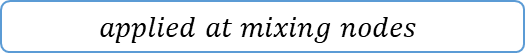 applied at mixing nodes